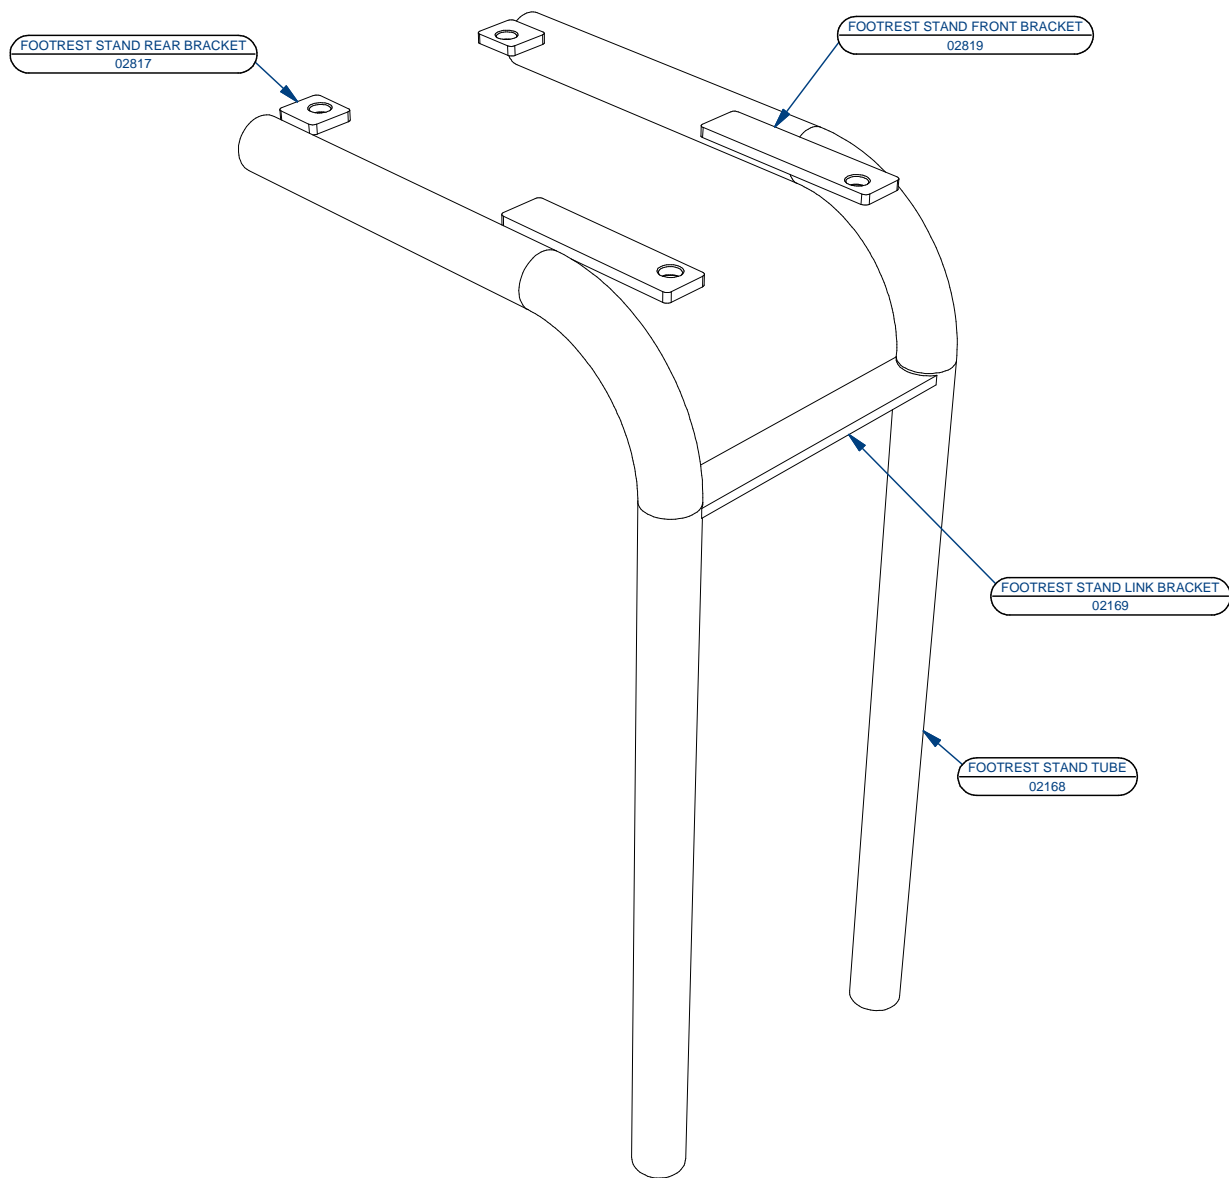 FOOTREST STAND REAR BRACKET
02817
FOOTREST STAND FRONT BRACKET
02819
FOOTREST STAND LINK BRACKET
02169
FOOTREST STAND TUBE
02168